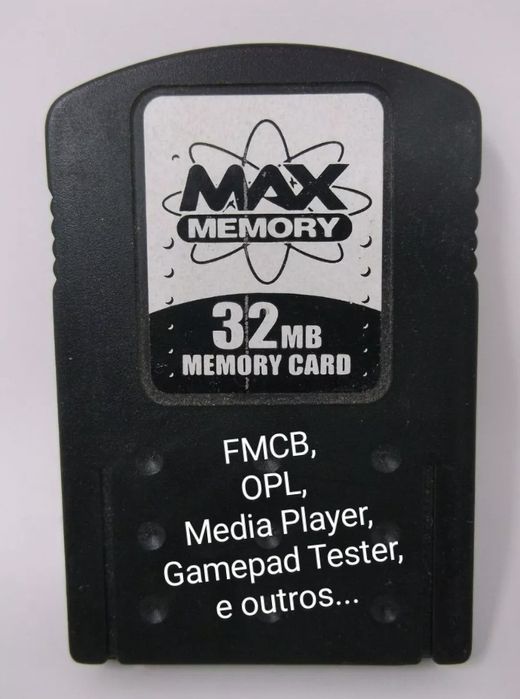 MAX
MEMORY
32MB
MEMORY CARD
FMCB,
OPL,
Media Player,
Gamepad Tester,
e outros...